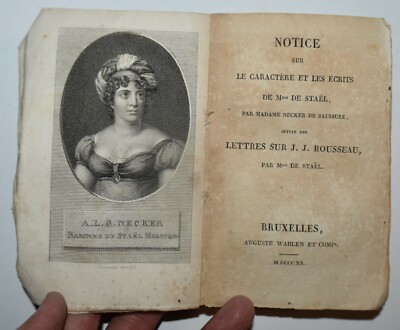 A.L.G. NECKER
BARONNE DE STAËL HOLSTEIN
NOTICE
SUR
LE CARACTÈRE ET LES ÉCRITS
DE Mme DE STAËL,
PAR MADAME NECKER DE SAUSSURE,
SUIVIE DES
LETTRES SUR J. J. ROUSSEAU,
PAR Mme DE STAËL.
BRUXELLES,
AUGUSTE WAHLEN ET COMPe.
M DCCC XX.